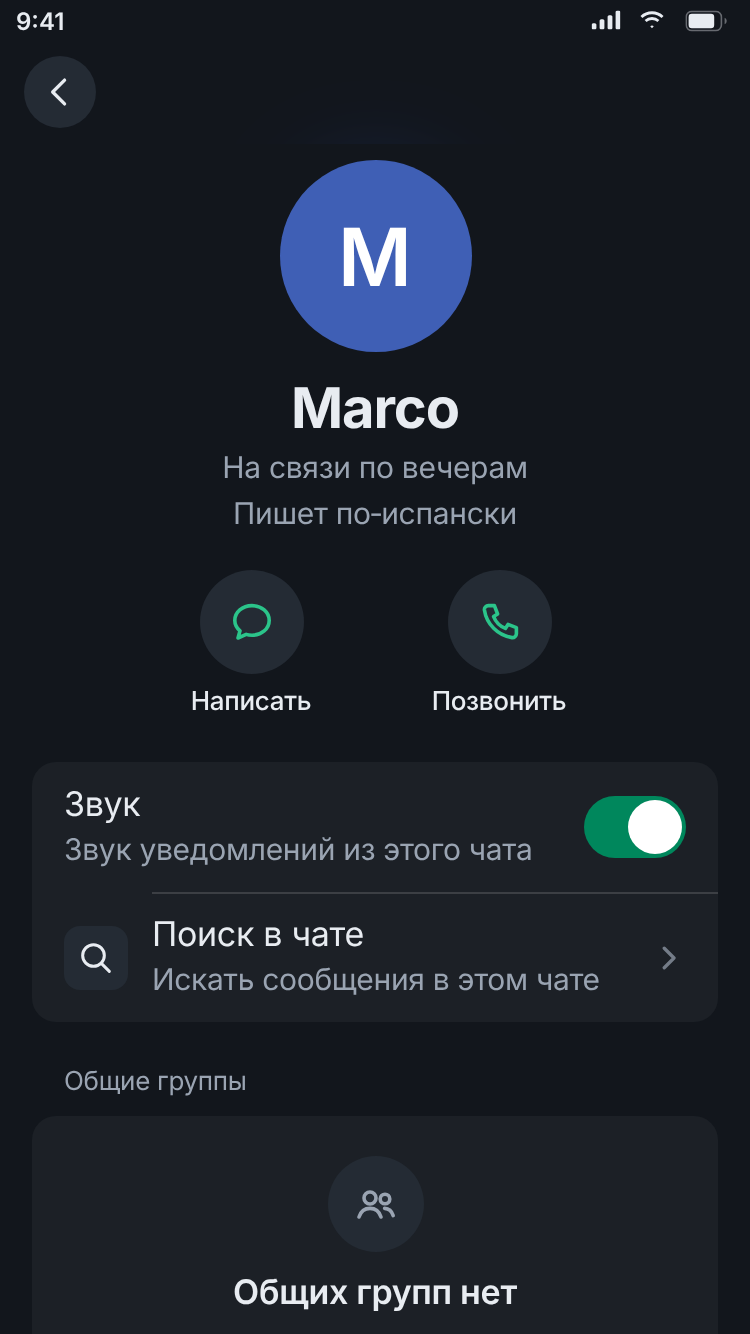 9:41
M
Marco
На связи по вечерам
Пишет по-испански
Написать
Позвонить
Звук
Звук уведомлений из этого чата
Поиск в чате
Искать сообщения в этом чате
Общие группы
Общих групп нет